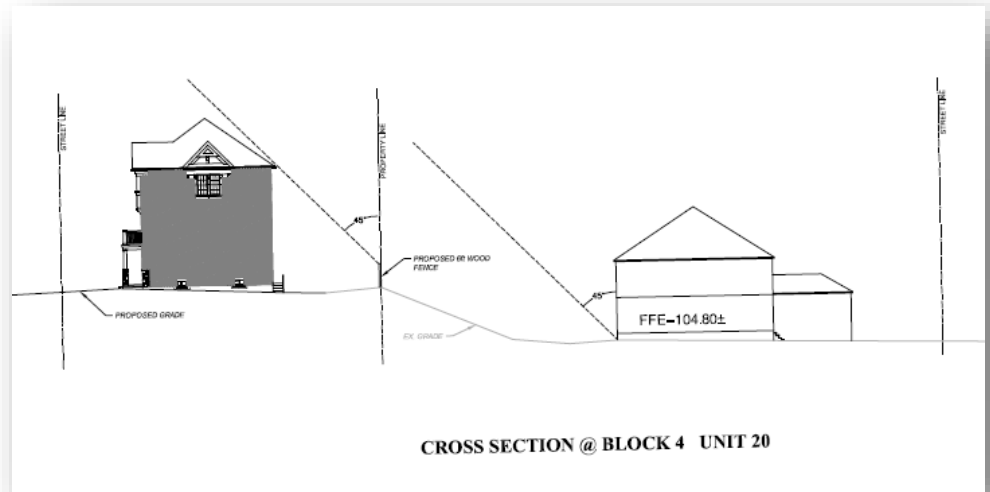 STREET LINE
PROPERTY LINE
STREET LINE
45°
PROPOSED 6ft WOOD
FENCE
45°
FFE=104.80±
PROPOSED GRADE
EX. GRADE
CROSS SECTION @ BLOCK 4 UNIT 20